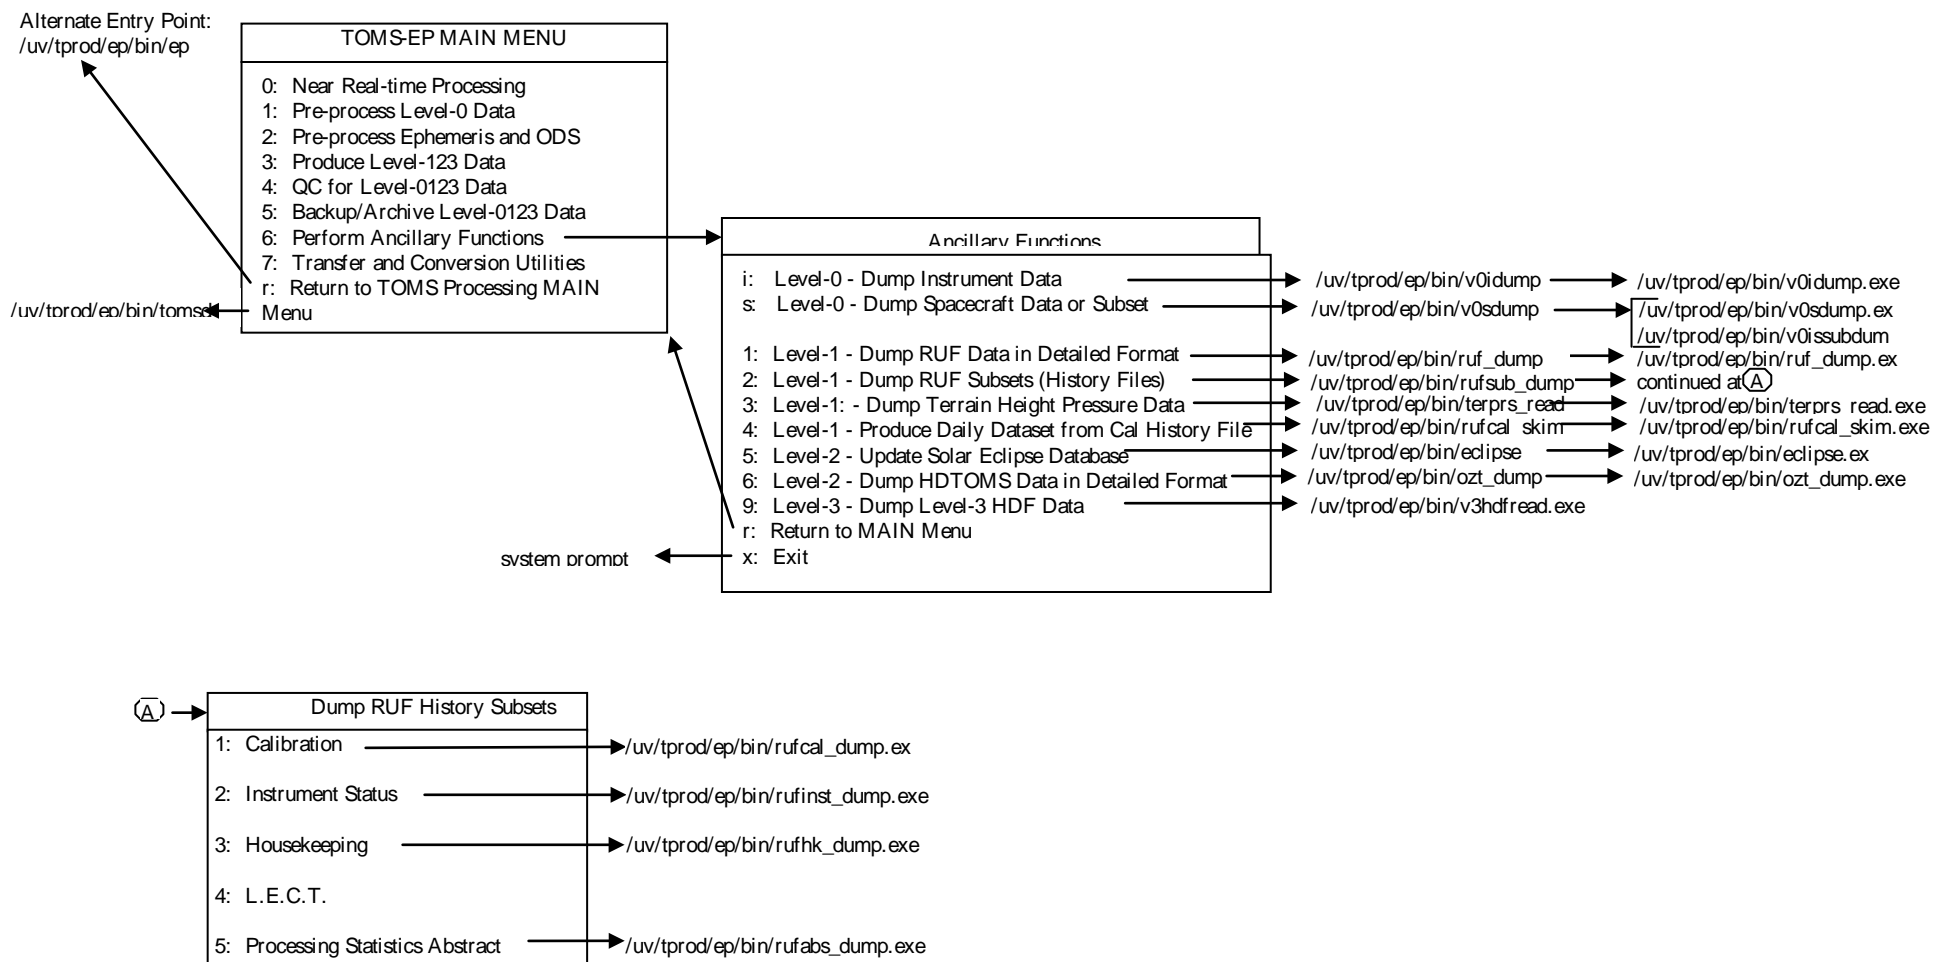 Alternate Entry Point:
/uv/tprod/ep/bin/ep
TOMS-EP MAIN MENU
0: Near Real-time Processing
1: Pre-process Level-0 Data
2: Pre-process Ephemeris and ODS
3: Produce Level-123 Data
4: QC for Level-0123 Data
5: Backup/Archive Level-0123 Data
6: Perform Ancillary Functions
7: Transfer and Conversion Utilities
r: Return to TOMS Processing MAIN
Menu
Ancillary Functions
i: Level-0 - Dump Instrument Data
/uv/tprod/ep/bin/v0idump
/uv/tprod/ep/bin/v0idump.exe
s: Level-0 - Dump Spacecraft Data or Subset
/uv/tprod/ep/bin/v0sdump
/uv/tprod/ep/bin/v0sdump.ex
/uv/tprod/ep/bin/v0issubdum
1: Level-1 - Dump RUF Data in Detailed Format
/uv/tprod/ep/bin/ruf_dump
/uv/tprod/ep/bin/ruf_dump.ex
2: Level-1 - Dump RUF Subsets (History Files)
/uv/tprod/ep/bin/rufsub_dump
continued at A
3: Level-1: - Dump Terrain Height Pressure Data
/uv/tprod/ep/bin/terprs_read
/uv/tprod/ep/bin/terprs_read.exe
4: Level-1 - Produce Daily Dataset from Cal History File
/uv/tprod/ep/bin/rufcal_skim
/uv/tprod/ep/bin/rufcal_skim.exe
5: Level-2 - Update Solar Eclipse Database
/uv/tprod/ep/bin/eclipse
/uv/tprod/ep/bin/eclipse.ex
6: Level-2 - Dump HDTOMS Data in Detailed Format
/uv/tprod/ep/bin/ozt_dump
/uv/tprod/ep/bin/ozt_dump.exe
9: Level-3 - Dump Level-3 HDF Data
/uv/tprod/ep/bin/v3hdfread.exe
r: Return to MAIN Menu
x: Exit
system prompt
A
Dump RUF History Subsets
1: Calibration
/uv/tprod/ep/bin/rufcal_dump.ex
2: Instrument Status
/uv/tprod/ep/bin/rufinst_dump.exe
3: Housekeeping
/uv/tprod/ep/bin/rufhk_dump.exe
4: L.E.C.T.
5: Processing Statistics Abstract
/uv/tprod/ep/bin/rufabs_dump.exe